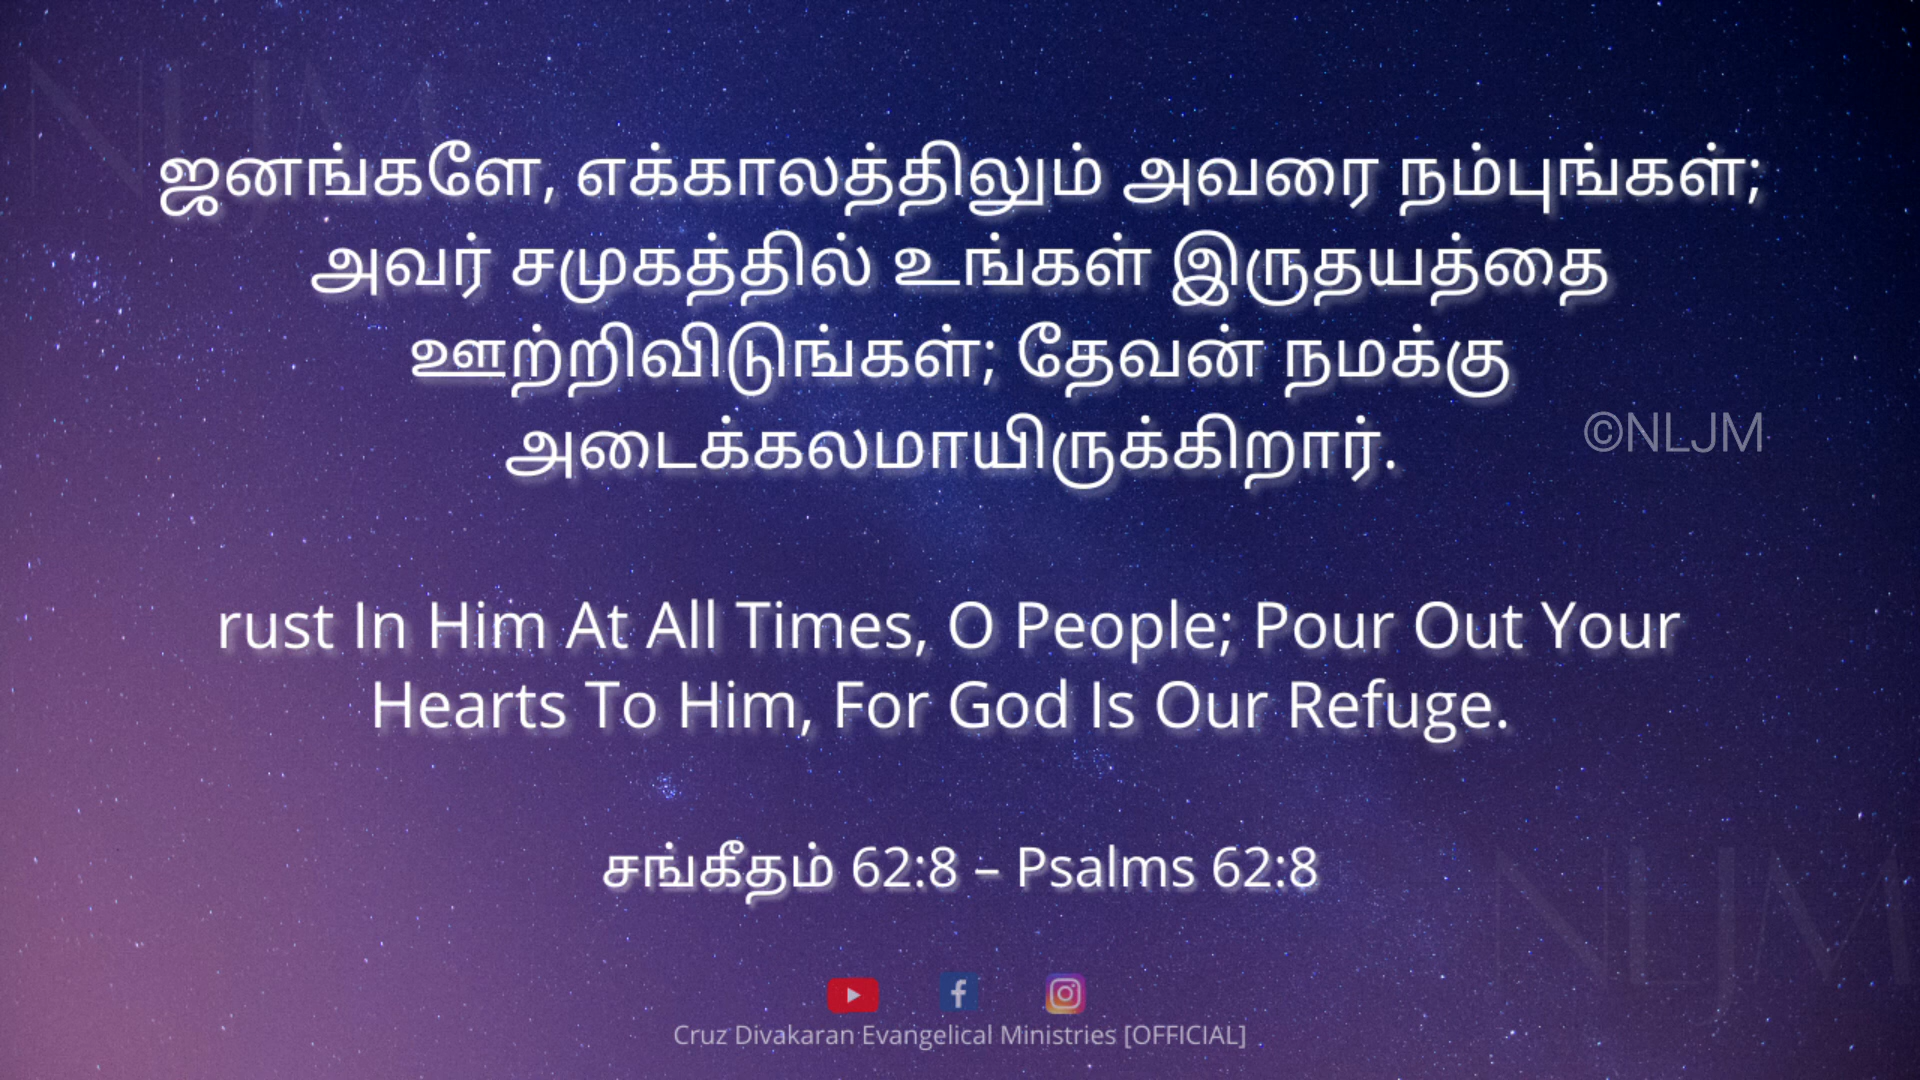 NLJM
ஜனங்களே, எக்காலத்திலும் அவரை நம்புங்கள்;
அவர் சமுகத்தில் உங்கள் இருதயத்தை
ஊற்றிவிடுங்கள்; தேவன் நமக்கு
அடைக்கலமாயிருக்கிறார்.
©NLJM
rust In Him At All Times, O People; Pour Out Your
Hearts To Him, For God Is Our Refuge.
சங்கீதம் 62:8 – Psalms 62:8
NLJM
Cruz Divakaran Evangelical Ministries [OFFICIAL]